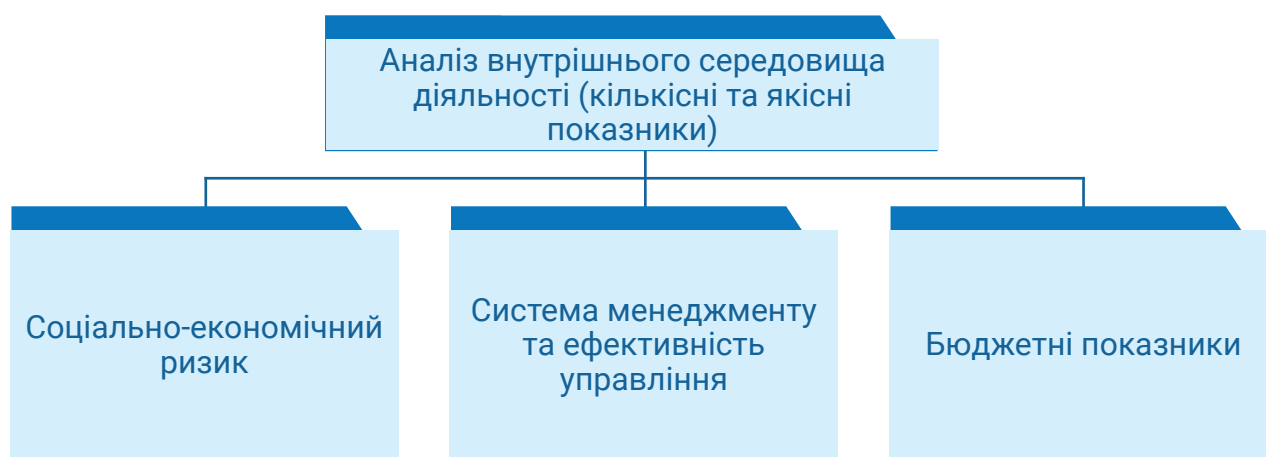 Аналіз внутрішнього середовища
діяльності (кількісні та якісні
показники)
Соціально-економічний
ризик
Система менеджменту
та ефективність
управління
Бюджетні показники